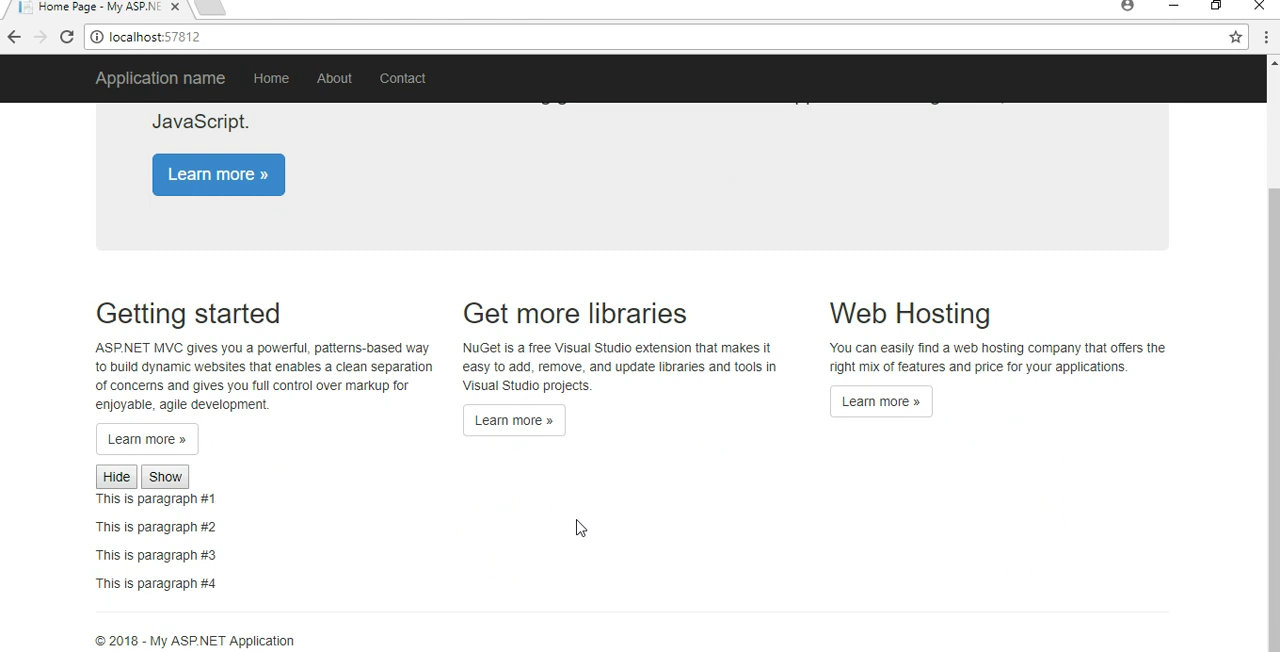 Home Page - My ASP.NE
localhost:57812
Application name Home About Contact
JavaScript.
Learn more »
Getting started
ASP.NET MVC gives you a powerful, patterns-based way
to build dynamic websites that enables a clean separation
of concerns and gives you full control over markup for
enjoyable, agile development.
Learn more »
Get more libraries
NuGet is a free Visual Studio extension that makes it
easy to add, remove, and update libraries and tools in
Visual Studio projects.
Learn more »
Web Hosting
You can easily find a web hosting company that offers the
right mix of features and price for your applications.
Learn more »
Hide Show
This is paragraph #1
This is paragraph #2
This is paragraph #3
This is paragraph #4
© 2018 - My ASP.NET Application